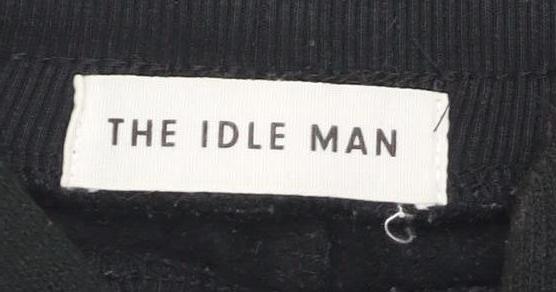 THE IDLE MAN